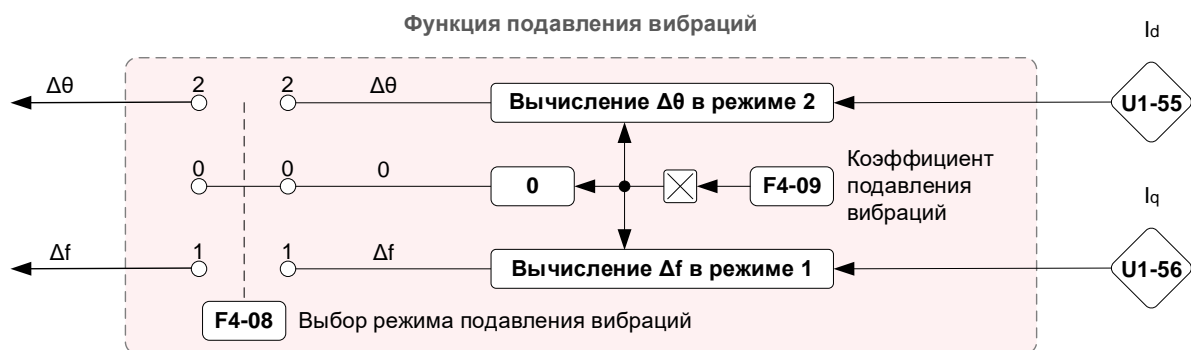 Функция подавления вибраций
Id
Δθ 2 2 Δθ Вычисление Δθ в режиме 2 U1-55
0 0 0 0 F4-09 Коэффициент
подавления
вибраций
Iq
Δf 1 1 Δf Вычисление Δf в режиме 1 U1-56
F4-08 Выбор режима подавления вибраций